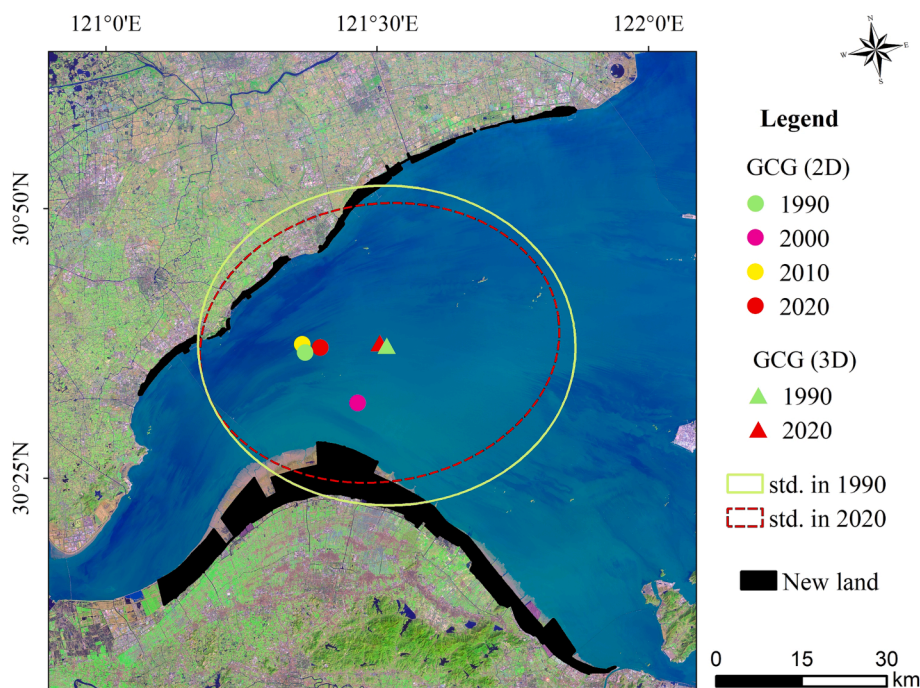 121°0'E 121°30'E 122°0'E
N
W E
S
30°50'N
30°25'N
Legend
GCG (2D)
1990
2000
2010
2020
GCG (3D)
1990
2020
std. in 1990
std. in 2020
New land
0 15 30
km